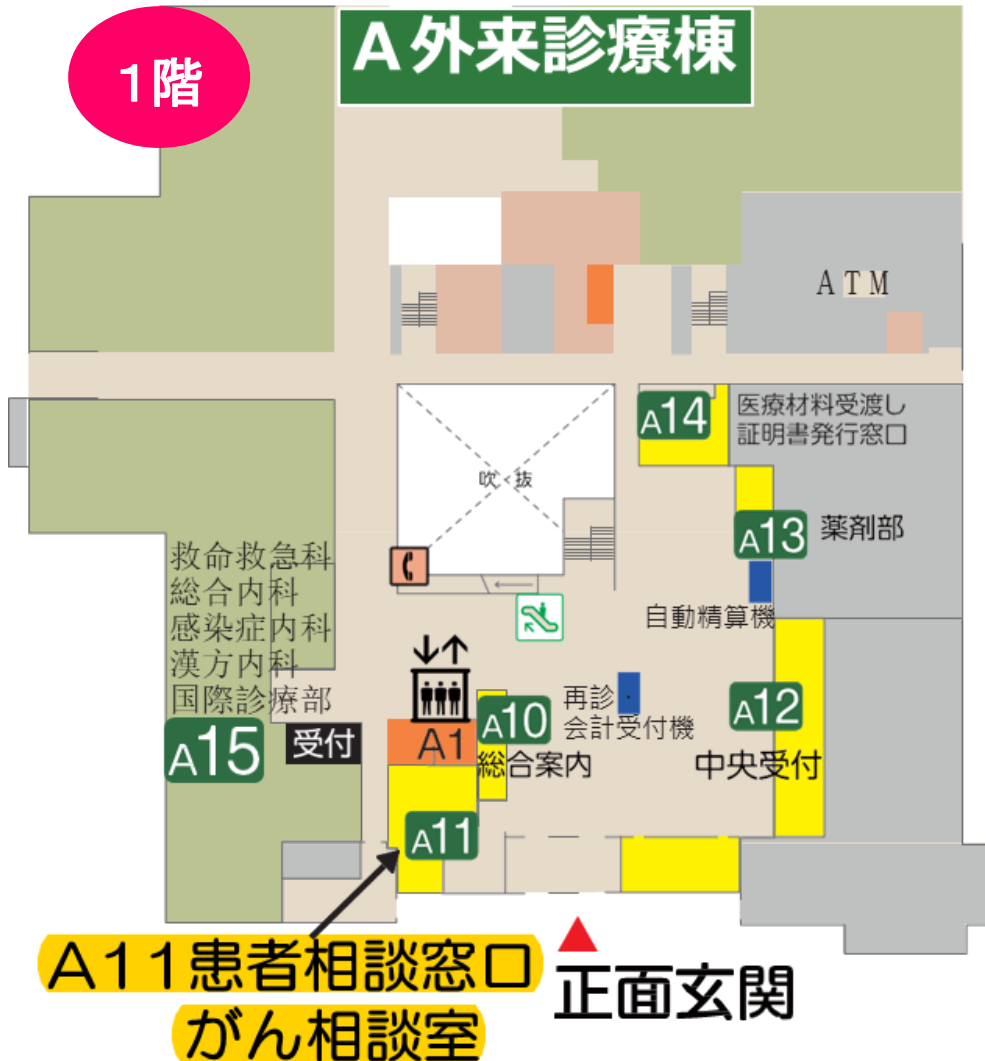 1階
A外来診療棟
ATM
A14
医療材料受渡し
証明書発行窓口
吹抜
A13
薬剤部
自動精算機
救命救急科
総合内科
感染症内科
漢方内科
国際診療部
A15
受付
A1
A10
総合案内
再診・
会計受付機
A12
中央受付
A11
A11患者相談窓口
がん相談室
正面玄関